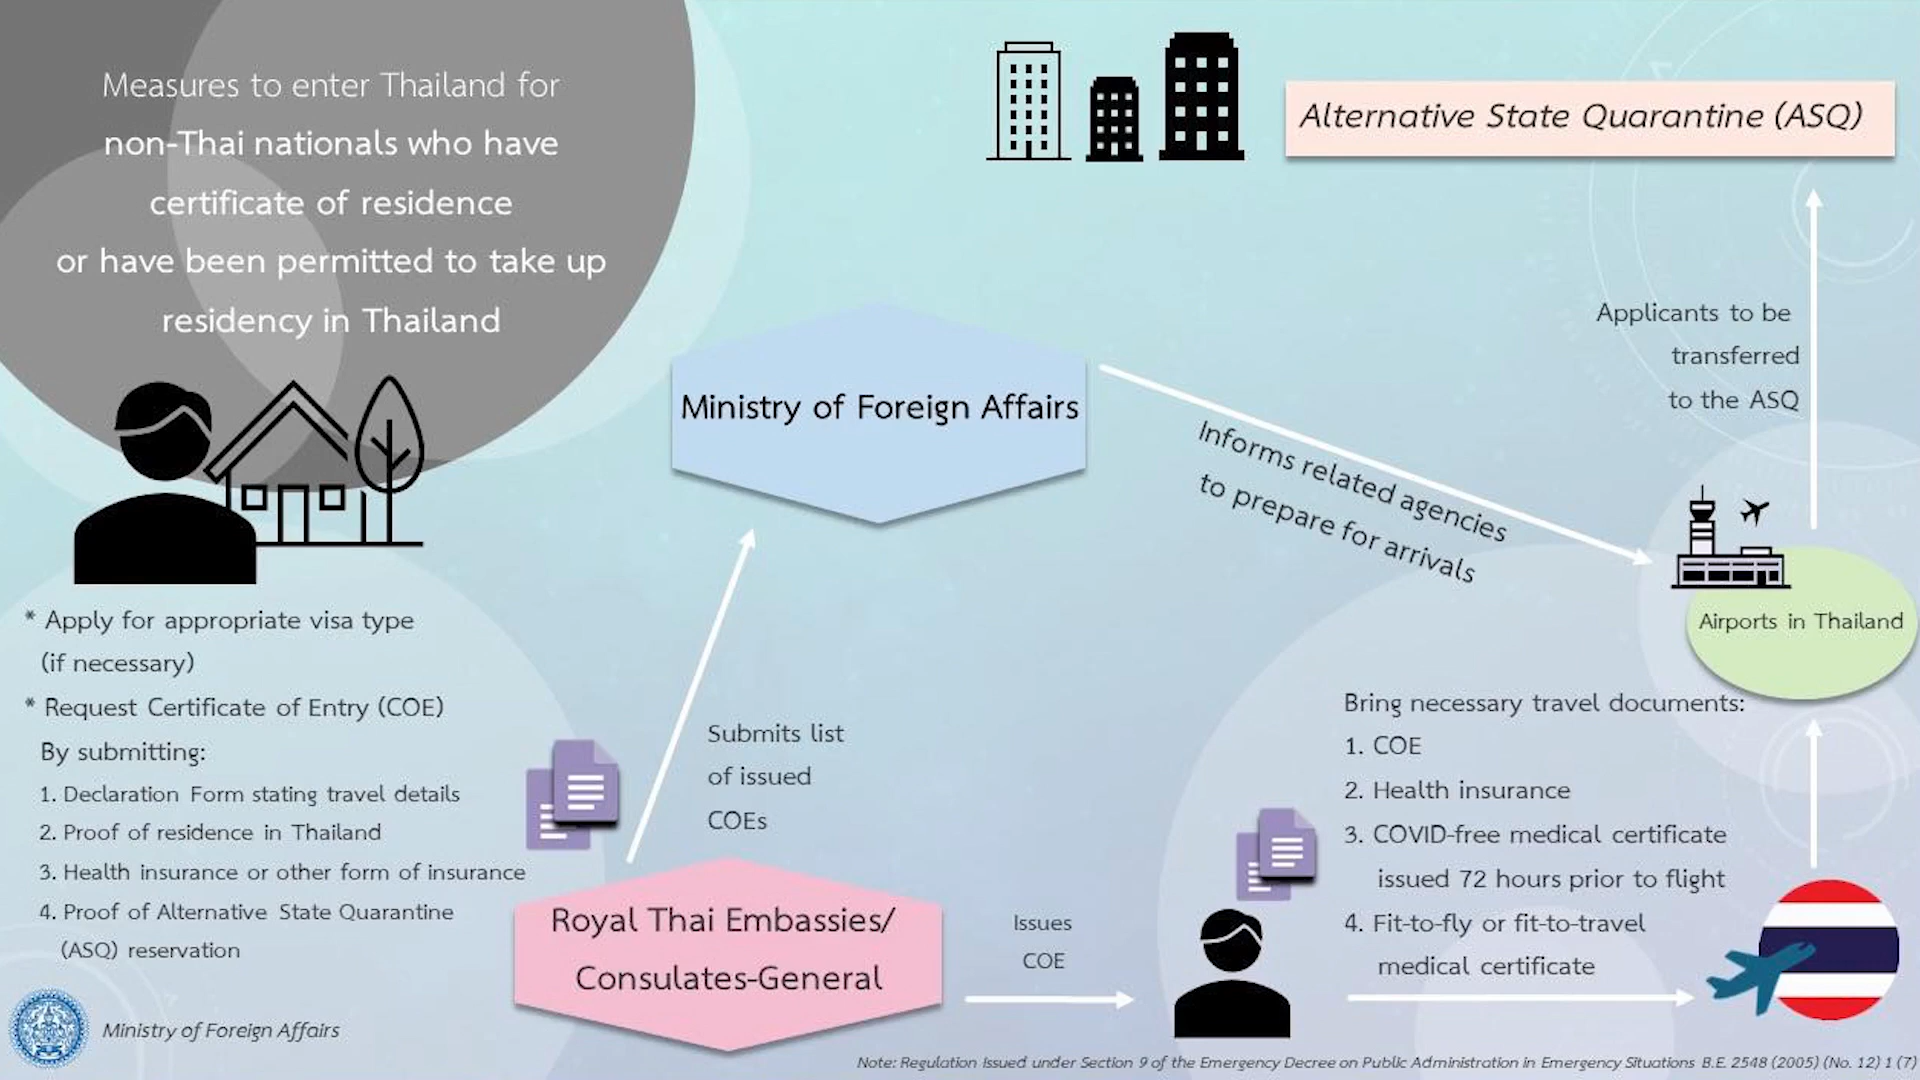 Measures to enter Thailand for
non-Thai nationals who have
certificate of residence
or have been permitted to take up
residency in Thailand
Alternative State Quarantine (ASQ)
Applicants to be
transferred
to the ASQ
Ministry of Foreign Affairs
Informs related agencies
to prepare for arrivals
Airports in Thailand
* Apply for appropriate visa type
(if necessary)
* Request Certificate of Entry (COE)
By submitting:
1. Declaration Form stating travel details
2. Proof of residence in Thailand
3. Health insurance or other form of insurance
4. Proof of Alternative State Quarantine
(ASQ) reservation
Submits list
of issued
COEs
Royal Thai Embassies/
Consulates-General
Issues
COE
Bring necessary travel documents:
1. COE
2. Health insurance
3. COVID-free medical certificate
issued 72 hours prior to flight
4. Fit-to-fly or fit-to-travel
medical certificate
Ministry of Foreign Affairs
Note: Regulation Issued under Section 9 of the Emergency Decree on Public Administration in Emergency Situations B.E. 2548 (2005) (No. 12) 1 (7)